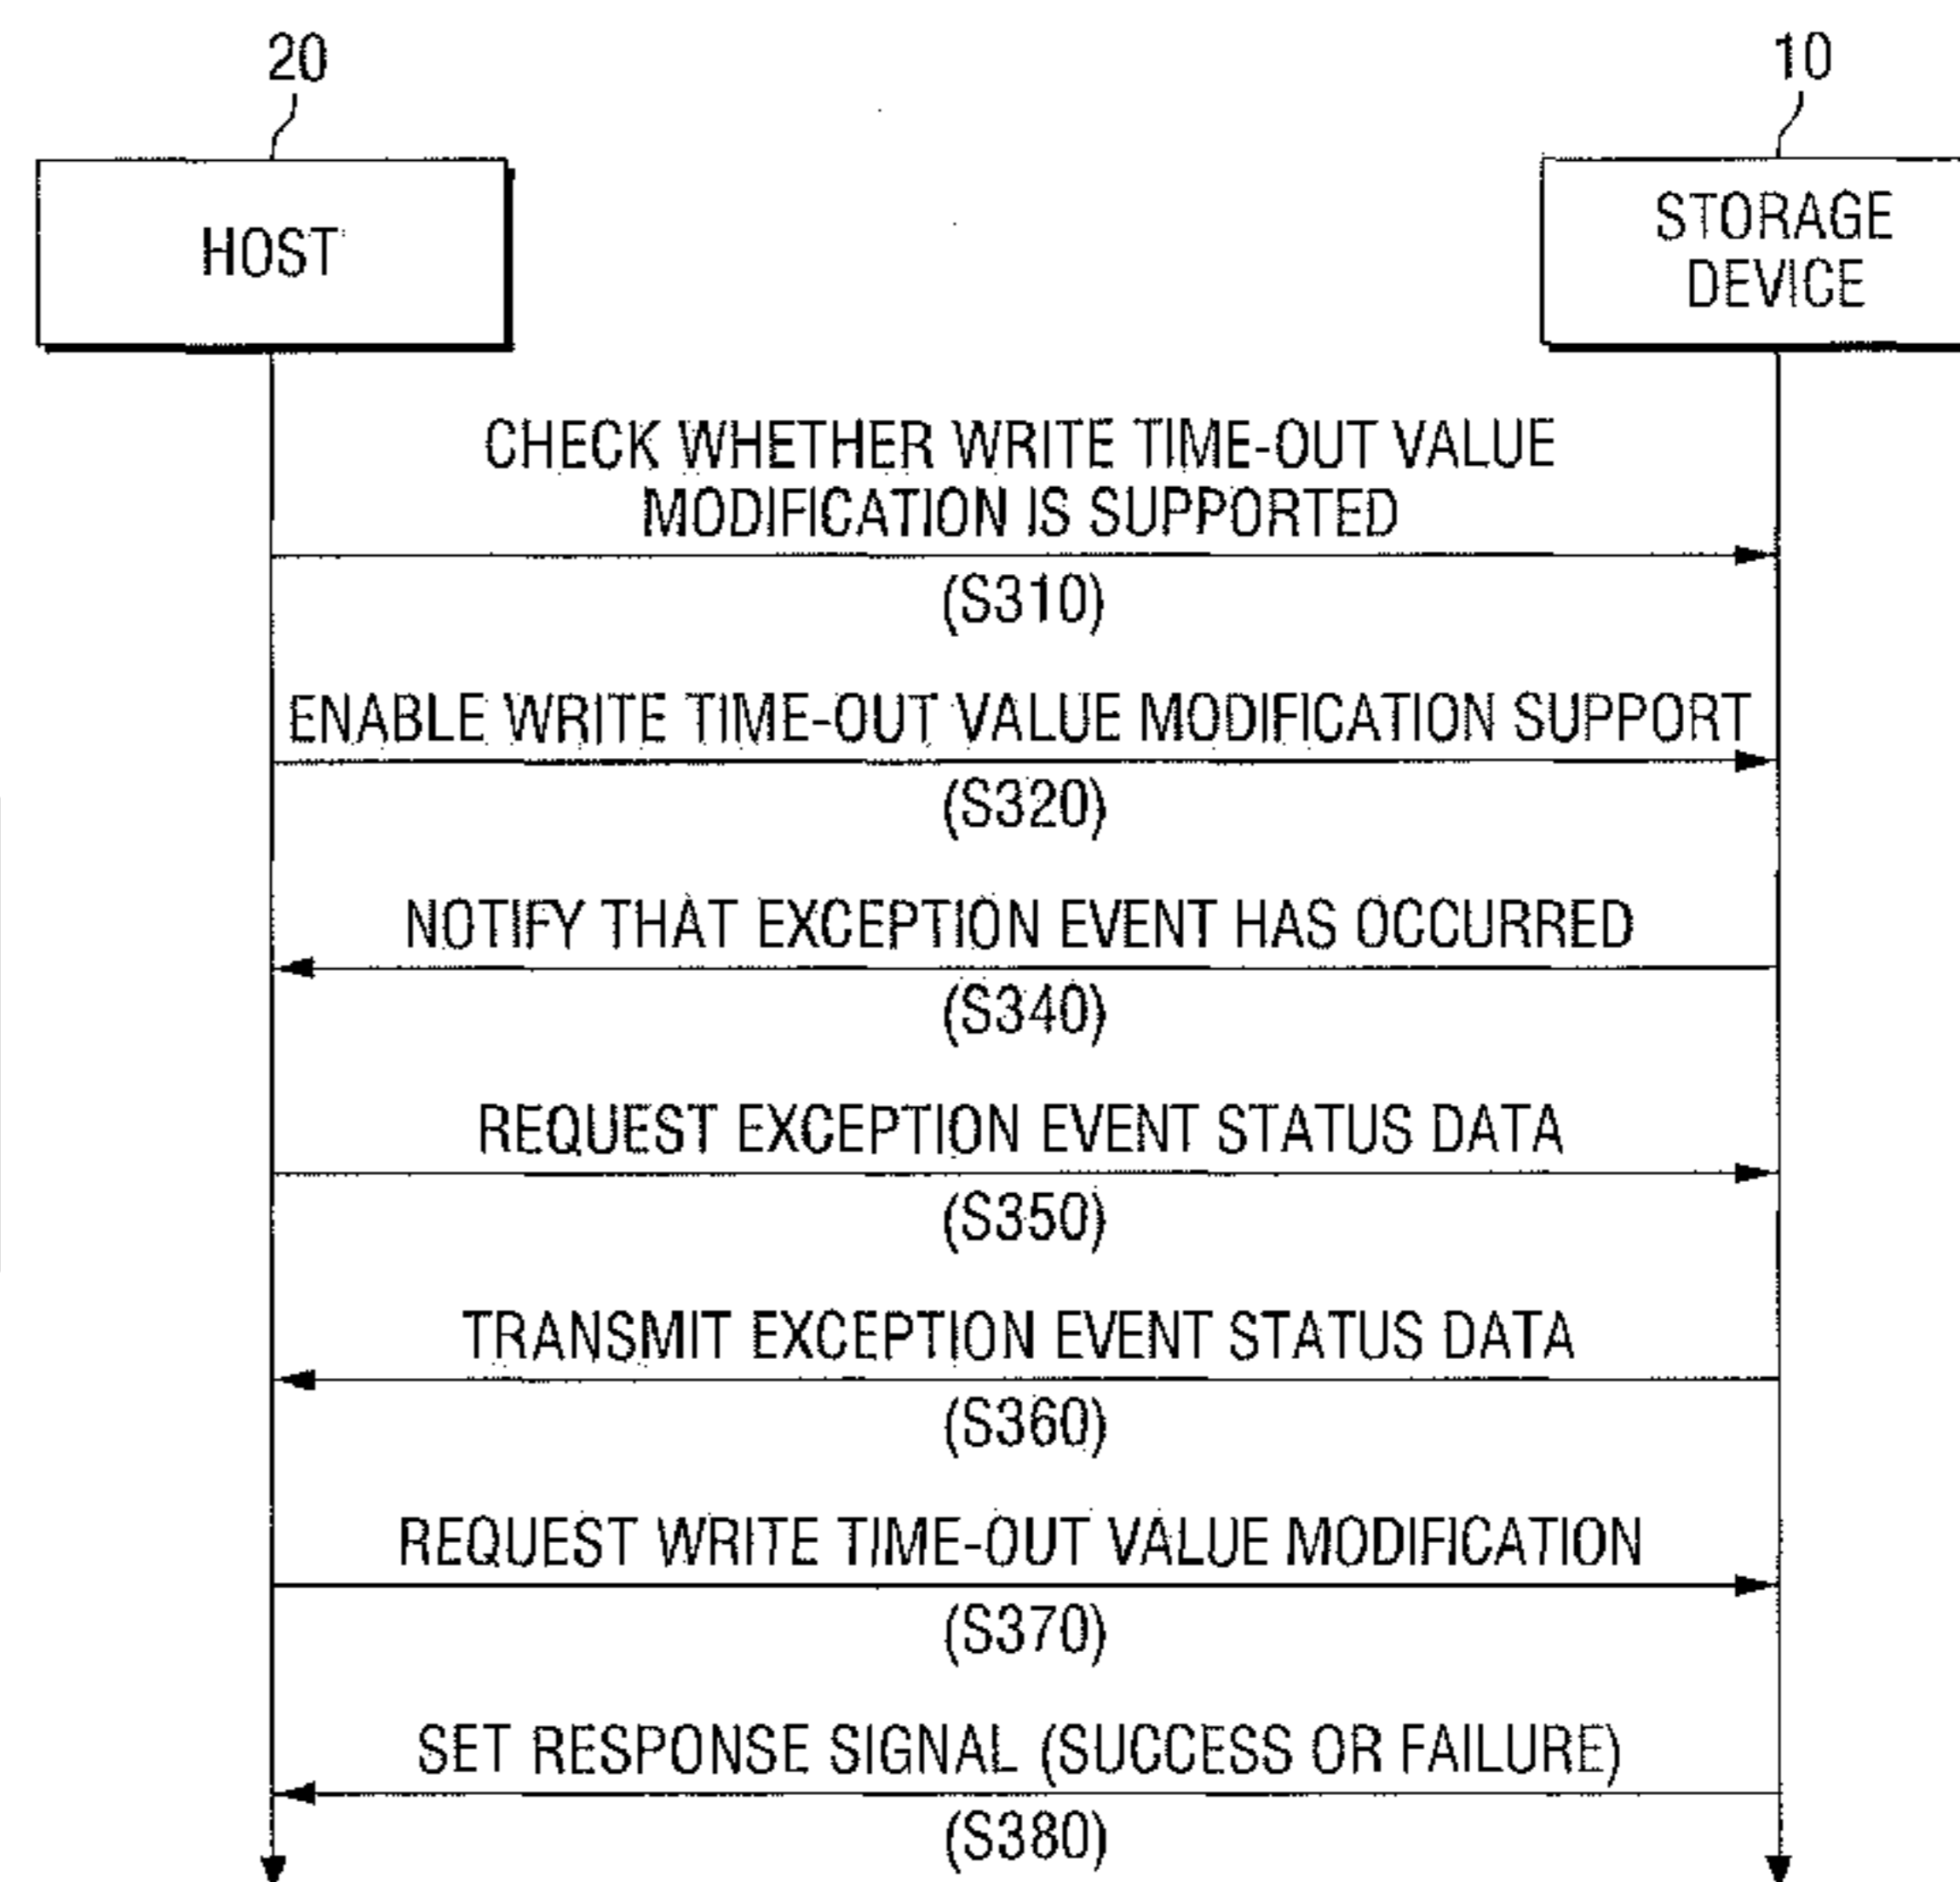 20
10
HOST
STORAGE
DEVICE
CHECK WHETHER WRITE TIME-OUT VALUE
MODIFICATION IS SUPPORTED
(S310)
ENABLE WRITE TIME-OUT VALUE MODIFICATION SUPPORT
(S320)
NOTIFY THAT EXCEPTION EVENT HAS OCCURRED
(S340)
REQUEST EXCEPTION EVENT STATUS DATA
(S350)
TRANSMIT EXCEPTION EVENT STATUS DATA
(S360)
REQUEST WRITE TIME-OUT VALUE MODIFICATION
(S370)
SET RESPONSE SIGNAL (SUCCESS OR FAILURE)
(S380)